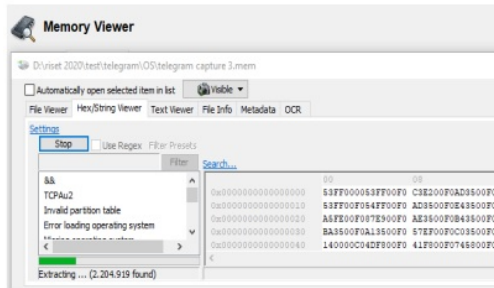 Memory Viewer
D:\riset 2020\test\telegram\OS\telegram capture 3.mem
Automatically open selected item in list Visible
File Viewer Hex/String Viewer Text Viewer File Info Metadata OCR
Settings
Stop Use Regex Filter Presets
Filter Search...
&&
TCPAu2
Invalid partition table
Error loading operating system
00 08
0x0000000000000000 53FF000053FF00F0 C3E200F0AD3500F0
0x0000000000000010 53FF00F054FF00F0 AD3500F0E43500F0
0x0000000000000020 A5FE00F087E900F0 AE3500F0B43500F0
0x0000000000000030 BA3500F0A13500F0 57EF00F0C03500F0
0x0000000000000040 140000C04DF800F0 41F800F0745800F0
Extracting ... (2.204.919 found)